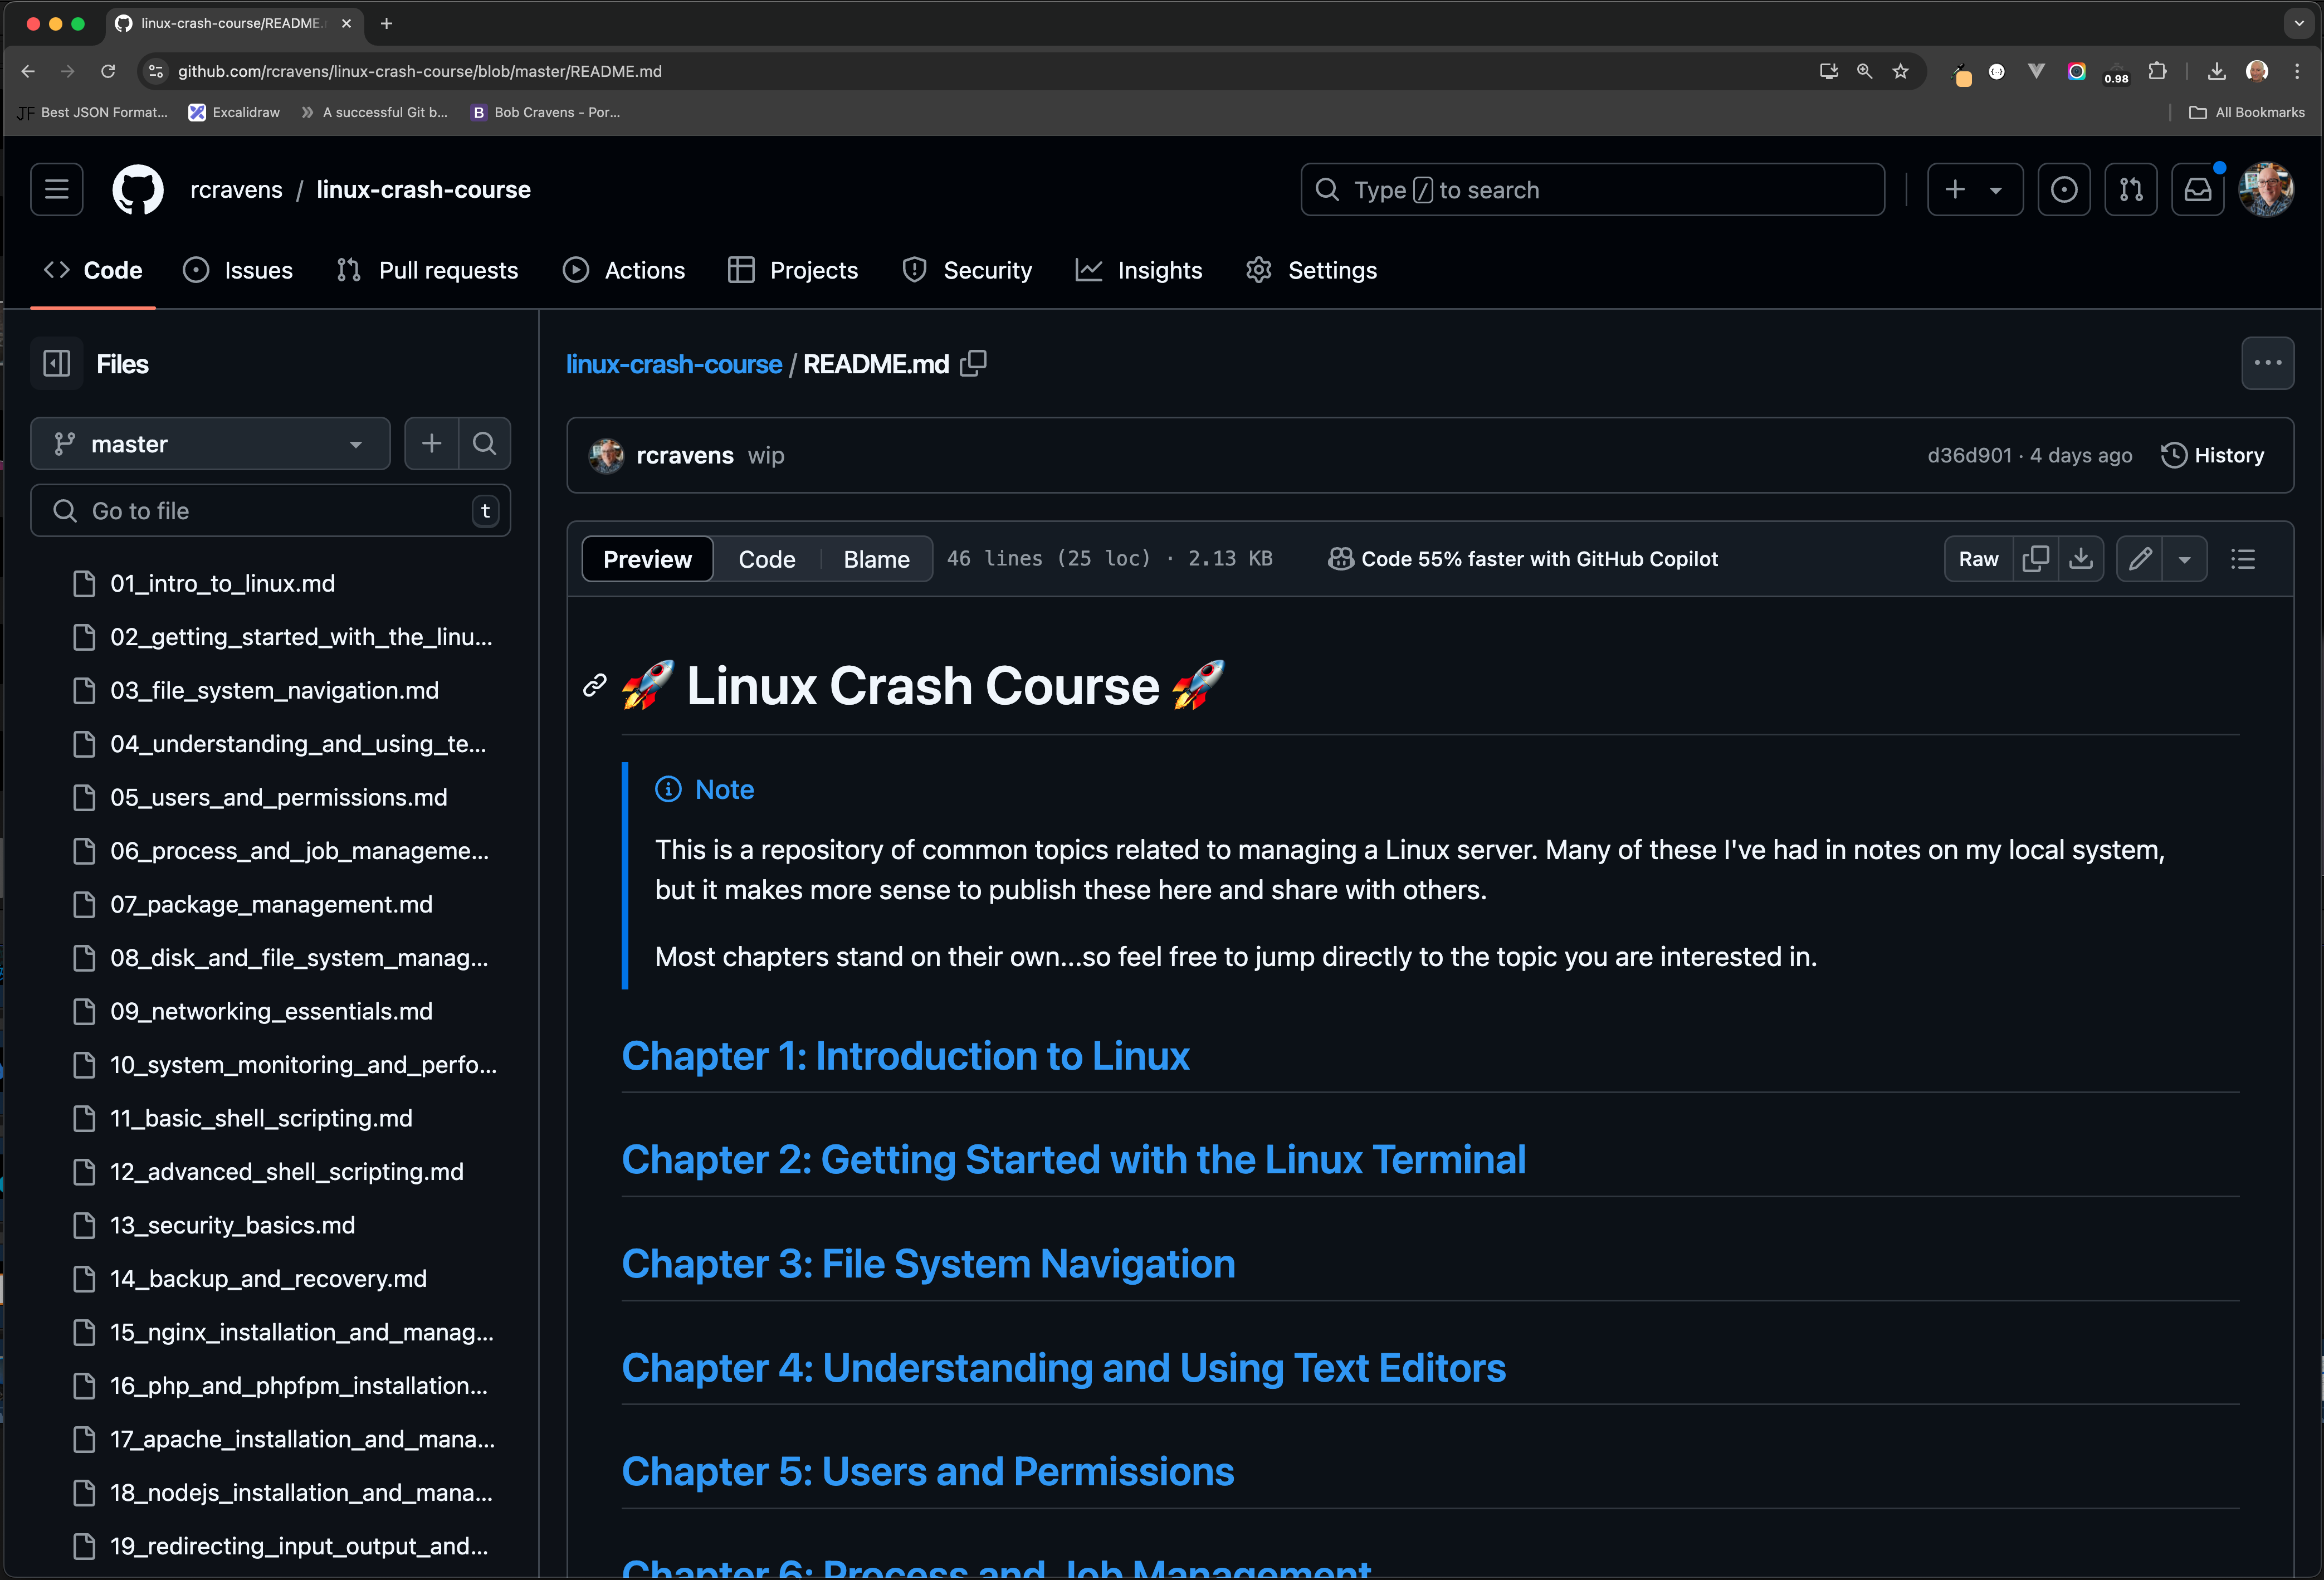 linux-crash-course/README.
github.com/rcravens/linux-crash-course/blob/master/README.md
0.98
JF Best JSON Format...
Excalidraw
A successful Git b...
B Bob Cravens - Por...
All Bookmarks
rcravens / linux-crash-course
Type / to search
Code
Issues
Pull requests
Actions
Projects
Security
Insights
Settings
Files
master
Go to file
t
01_intro_to_linux.md
02_getting_started_with_the_linu...
03_file_system_navigation.md
04_understanding_and_using_te...
05_users_and_permissions.md
06_process_and_job_manageme...
07_package_management.md
08_disk_and_file_system_manag...
09_networking_essentials.md
10_system_monitoring_and_perfo...
11_basic_shell_scripting.md
12_advanced_shell_scripting.md
13_security_basics.md
14_backup_and_recovery.md
15_nginx_installation_and_manag...
16_php_and_phpfpm_installation...
17_apache_installation_and_mana...
18_nodejs_installation_and_mana...
19_redirecting_input_output_and...
linux-crash-course / README.md
rcravens wip
d36d901 · 4 days ago
History
Preview
Code
Blame
46 lines (25 loc) · 2.13 KB
Code 55% faster with GitHub Copilot
Raw
🚀 Linux Crash Course 🚀
Note
This is a repository of common topics related to managing a Linux server. Many of these I've had in notes on my local system,
but it makes more sense to publish these here and share with others.
Most chapters stand on their own...so feel free to jump directly to the topic you are interested in.
Chapter 1: Introduction to Linux
Chapter 2: Getting Started with the Linux Terminal
Chapter 3: File System Navigation
Chapter 4: Understanding and Using Text Editors
Chapter 5: Users and Permissions
Chapter 6: Process and Job Management